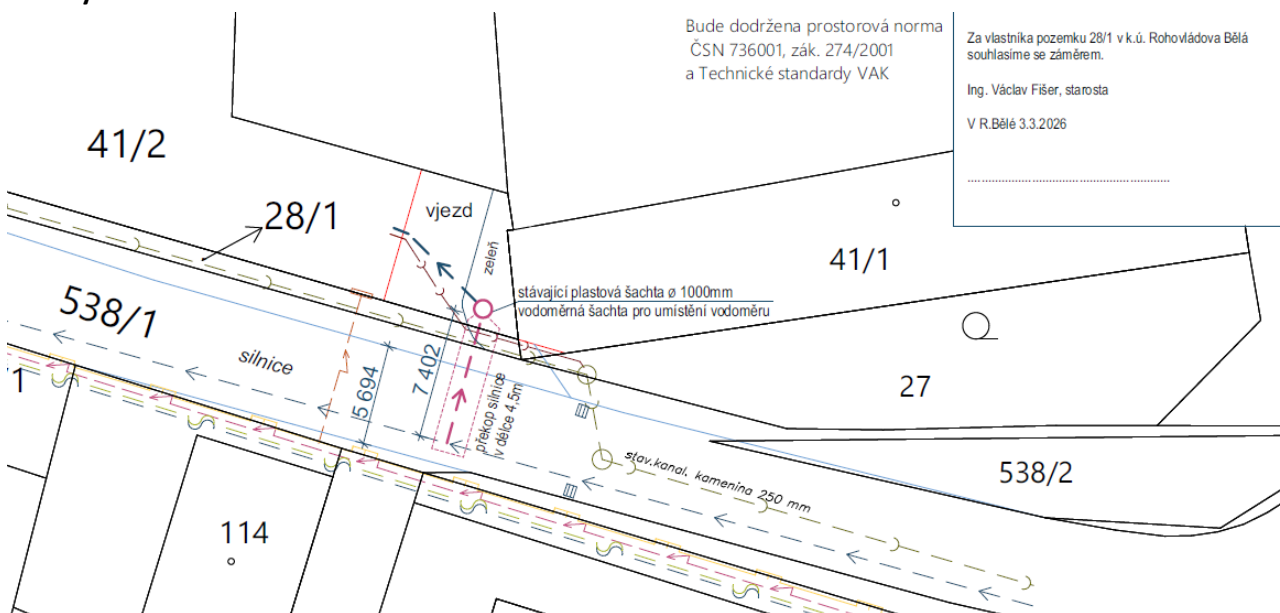 Bude dodržena prostorová norma
ČSN 736001, zák. 274/2001
a Technické standardy VAK
Za vlastníka pozemku 28/1 v k.ú. Rohovládova Bělá
souhlasíme se záměrem.
Ing. Václav Fišer, starosta
V R.Bělé 3.3.2026
41/2
28/1
vjezd
zeleň
41/1
stávající plastová šachta ø 1000mm
vodoměrná šachta pro umístění vodoměru
538/1
silnice
5 694
7 402
překop silnice
v délce 4,5m
27
/1
stav.kanal. kamenina 250 mm
538/2
114